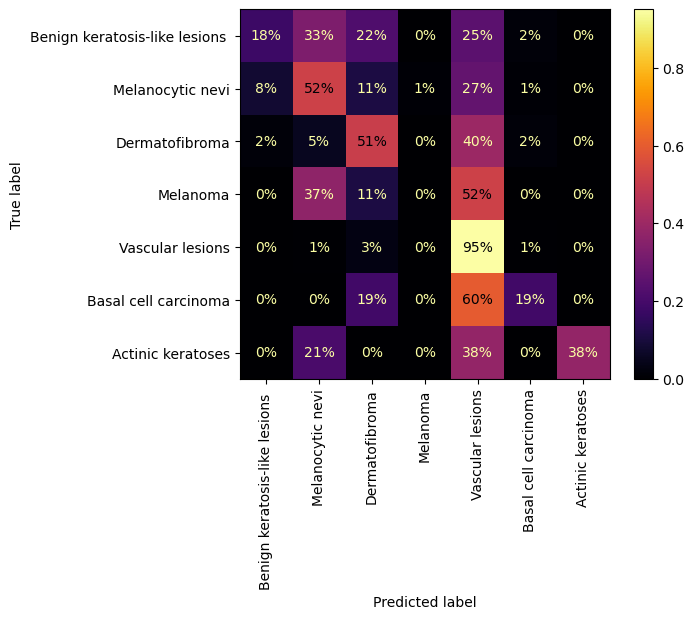 Benign keratosis-like lesions 18% 33% 22% 0% 25% 2% 0%
Melanocytic nevi 8% 52% 11% 1% 27% 1% 0%
Dermatofibroma 2% 5% 51% 0% 40% 2% 0%
Melanoma 0% 37% 11% 0% 52% 0% 0%
Vascular lesions 0% 1% 3% 0% 95% 1% 0%
Basal cell carcinoma 0% 0% 19% 0% 60% 19% 0%
Actinic keratoses 0% 21% 0% 0% 38% 0% 38%
True label
Benign keratosis-like lesions
Melanocytic nevi
Dermatofibroma
Melanoma
Vascular lesions
Basal cell carcinoma
Actinic keratoses
Predicted label
0.8
0.6
0.4
0.2
0.0